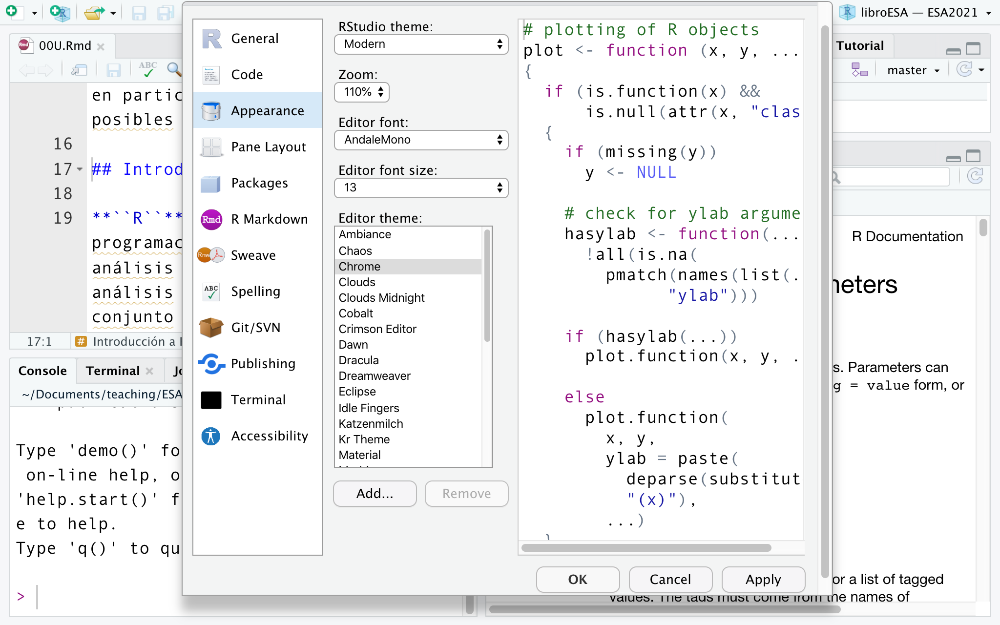 libroESA — ESA2021
00U.Rmd
ABC
en partic
posibles
16
17 ## Introd
18
19 **``R``**
programac
análisis
análisis
conjunto
17:1 # Introducción a
Console Terminal
~/Documents/teaching/ESA
Type 'demo()' fo
on-line help, o
'help.start()' f
e to help.
Type 'q()' to qu
>
R General
Code
Appearance
Pane Layout
Packages
Rmd R Markdown
Rnw Sweave
ABC Spelling
Git/SVN
Publishing
Terminal
Accessibility
RStudio theme:
Modern
Zoom:
110%
Editor font:
AndaleMono
Editor font size:
13
Editor theme:
Ambiance
Chaos
Chrome
Clouds
Clouds Midnight
Cobalt
Crimson Editor
Dawn
Dracula
Dreamweaver
Eclipse
Idle Fingers
Katzenmilch
Kr Theme
Material
Add... Remove
# plotting of R objects
plot <- function (x, y, ...
{
if (is.function(x) &&
is.null(attr(x, "clas
{
if (missing(y))
y <- NULL
# check for ylab argume
hasylab <- function(...
!all(is.na(
pmatch(names(list(.
"ylab")))
if (hasylab(...))
plot.function(x, y, .
else
plot.function(
x, y,
ylab = paste(
deparse(substitut
"(x)"),
...)
}
OK Cancel Apply
Tutorial
master
R Documentation
meters
s. Parameters can
g = value form, or
or a list of tagged
values. The tags must come from the names of